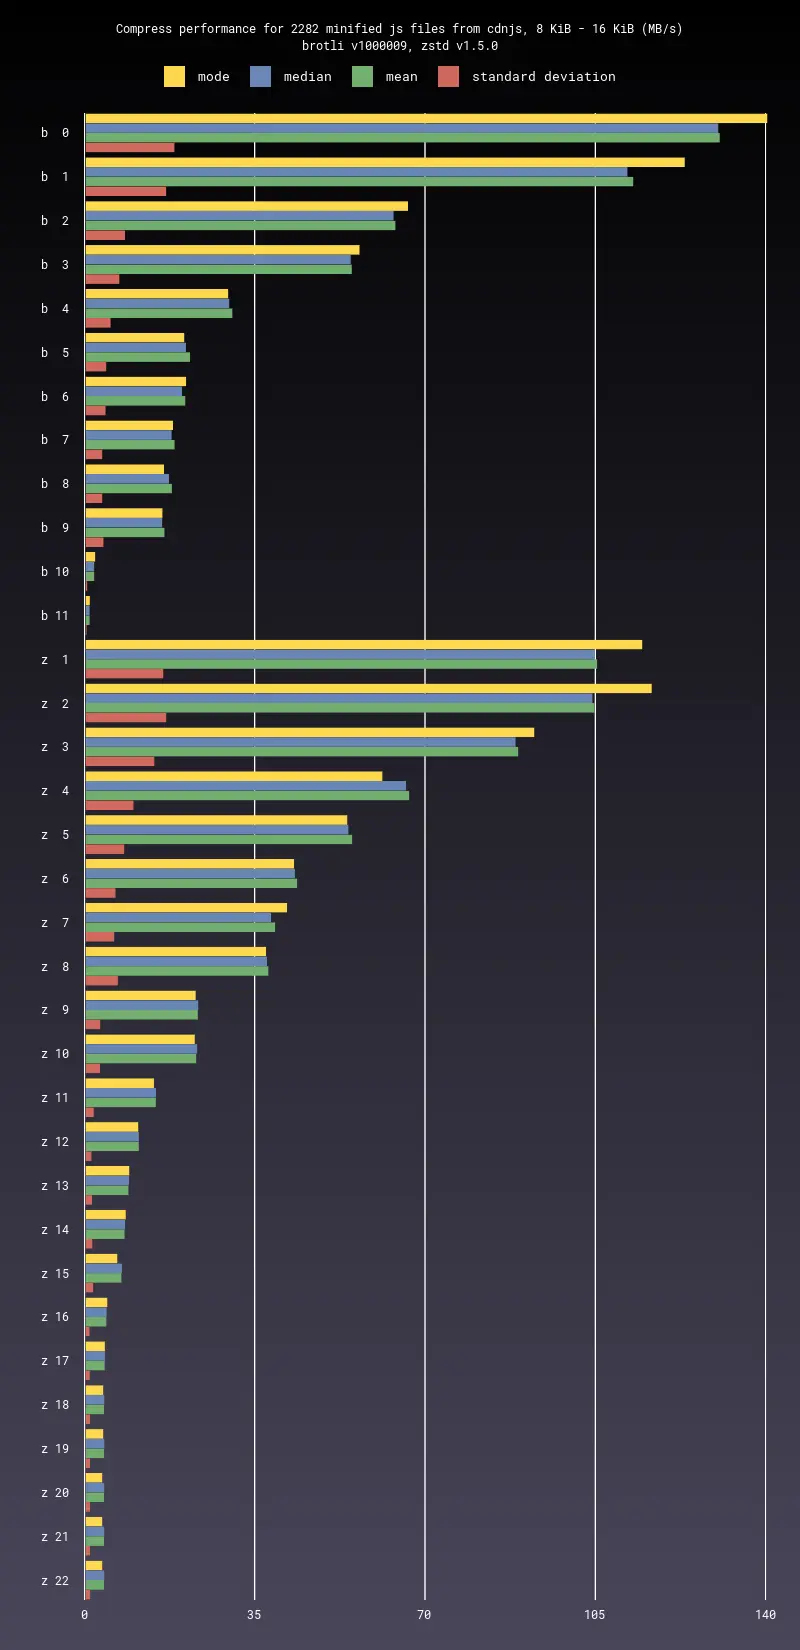 Compress performance for 2282 minified js files from cdnjs, 8 KiB - 16 KiB (MB/s)
brotli v1000009, zstd v1.5.0
mode median mean standard deviation
b 0
b 1
b 2
b 3
b 4
b 5
b 6
b 7
b 8
b 9
b 10
b 11
z 1
z 2
z 3
z 4
z 5
z 6
z 7
z 8
z 9
z 10
z 11
z 12
z 13
z 14
z 15
z 16
z 17
z 18
z 19
z 20
z 21
z 22
0 35 70 105 140